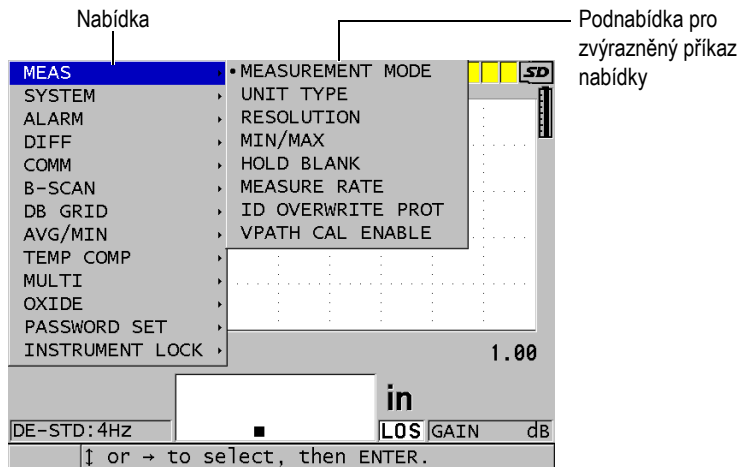 Nabídka
Podnabídka pro
zvýrazněný příkaz
nabídky
MEAS
SYSTEM
ALARM
DIFF
COMM
B-SCAN
DB GRID
AVG/MIN
TEMP COMP
MULTI
OXIDE
PASSWORD SET
INSTRUMENT LOCK
•MEASUREMENT MODE
UNIT TYPE
RESOLUTION
MIN/MAX
HOLD BLANK
MEASURE RATE
ID OVERWRITE PROT
VPATH CAL ENABLE
SD
1.00
in
DE-STD:4Hz
LOS GAIN dB
↕ or → to select, then ENTER.